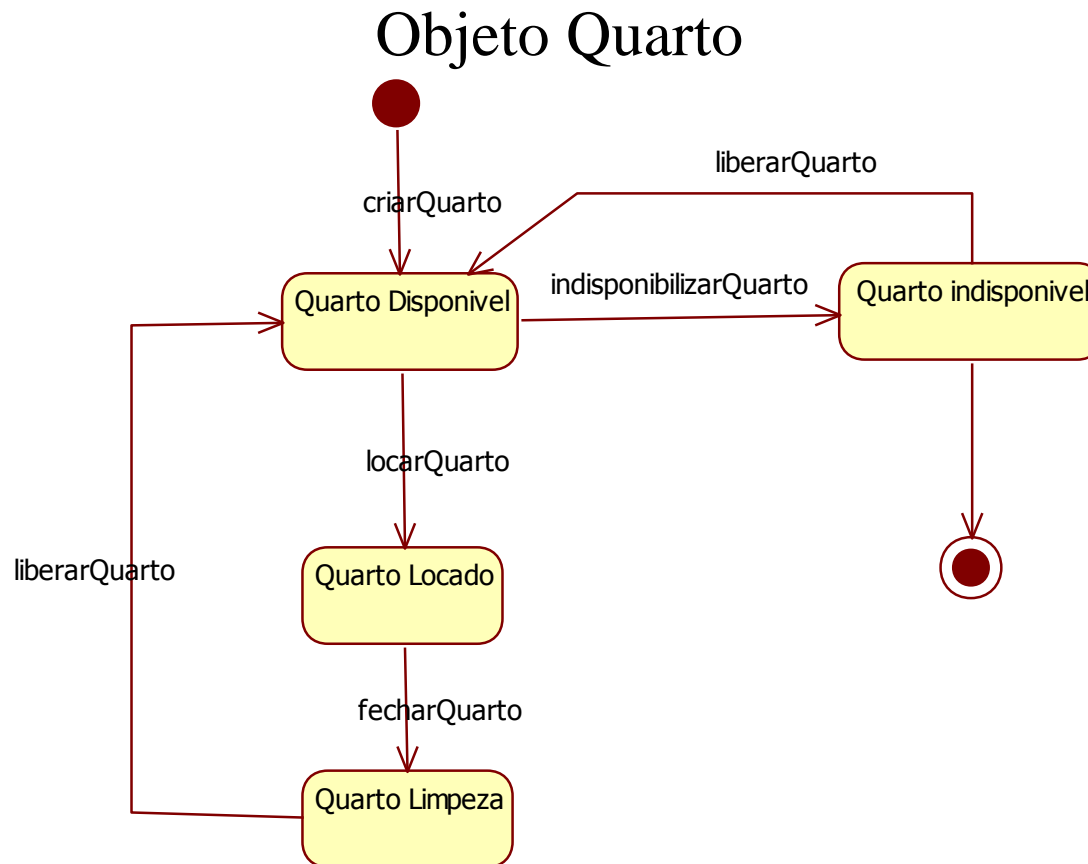 Objeto Quarto
liberarQuarto
criarQuarto
indisponibilizarQuarto
Quarto Disponivel
Quarto indisponivel
locarQuarto
liberarQuarto
Quarto Locado
fecharQuarto
Quarto Limpeza